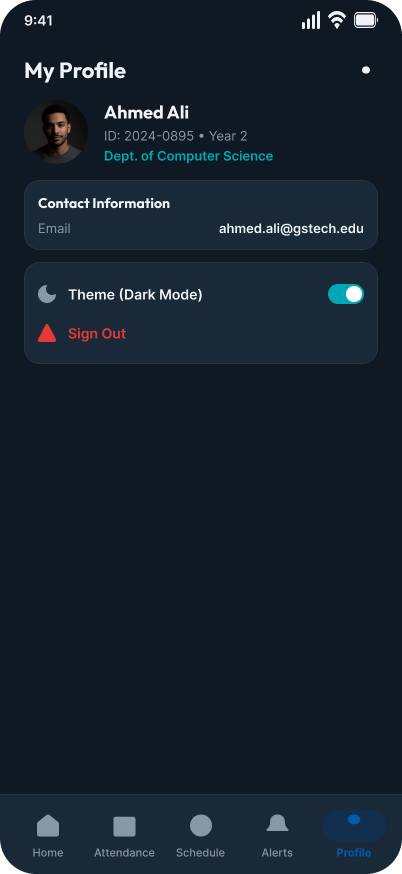 9:41
My Profile
Ahmed Ali
ID: 2024-0895 • Year 2
Dept. of Computer Science
Contact Information
Email ahmed.ali@gstech.edu
Theme (Dark Mode)
Sign Out
Home Attendance Schedule Alerts Profile